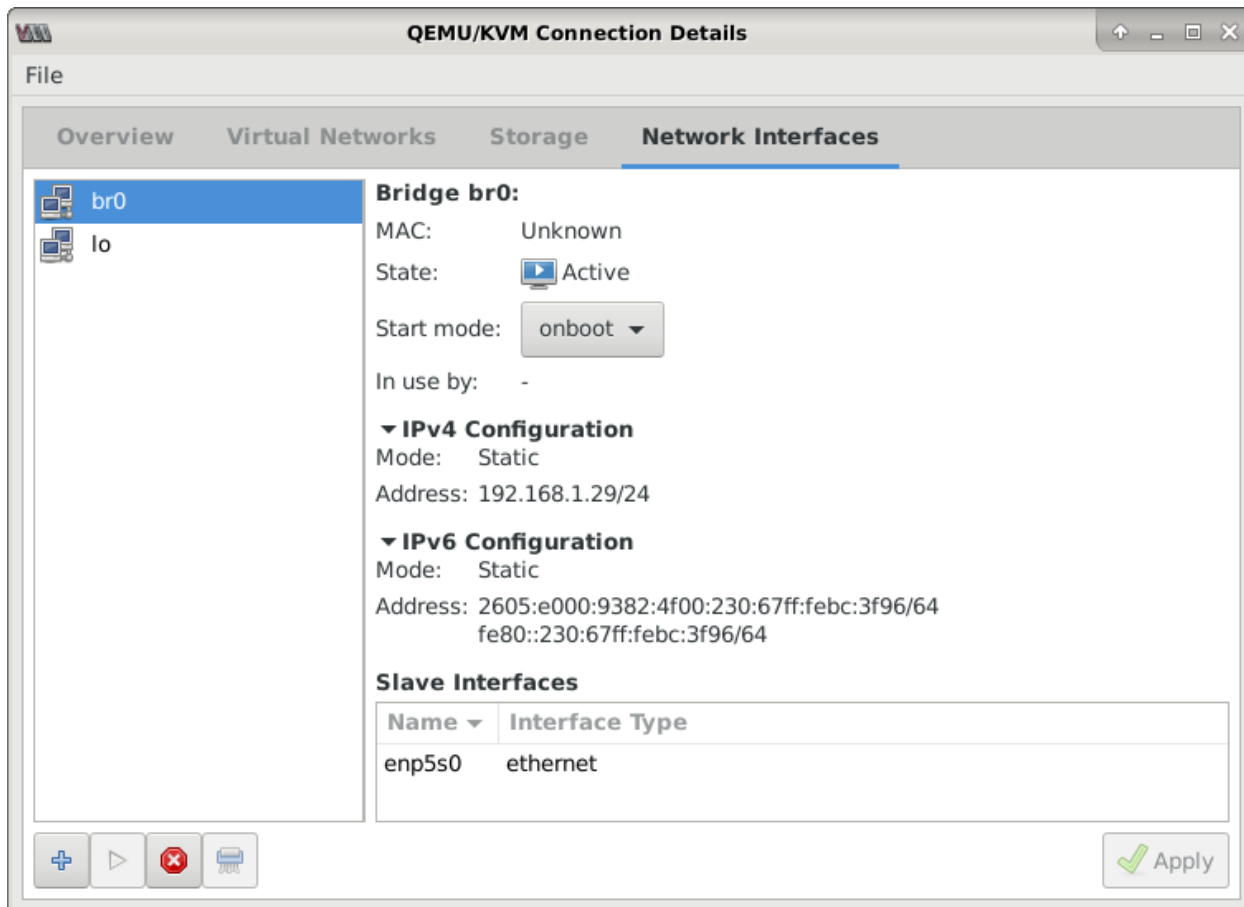 QEMU/KVM Connection Details
File
Overview Virtual Networks Storage Network Interfaces
br0
lo
Bridge br0:
MAC: Unknown
State: Active
Start mode: onboot
In use by: -
IPv4 Configuration
Mode: Static
Address: 192.168.1.29/24
IPv6 Configuration
Mode: Static
Address: 2605:e000:9382:4f00:230:67ff:febc:3f96/64
fe80::230:67ff:febc:3f96/64
Slave Interfaces
Name Interface Type
enp5s0 ethernet
Apply